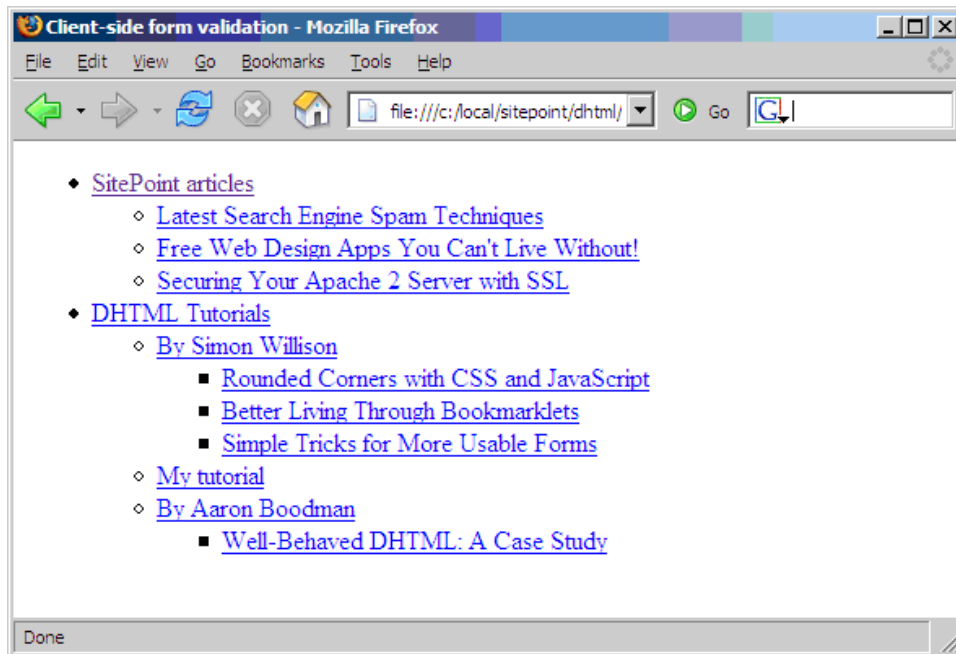 Client-side form validation - Mozilla Firefox
File Edit View Go Bookmarks Tools Help
file:///c:/local/sitepoint/dhtml/ Go G
SitePoint articles
Latest Search Engine Spam Techniques
Free Web Design Apps You Can't Live Without!
Securing Your Apache 2 Server with SSL
DHTML Tutorials
By Simon Willison
Rounded Corners with CSS and JavaScript
Better Living Through Bookmarklets
Simple Tricks for More Usable Forms
My tutorial
By Aaron Boodman
Well-Behaved DHTML: A Case Study
Done